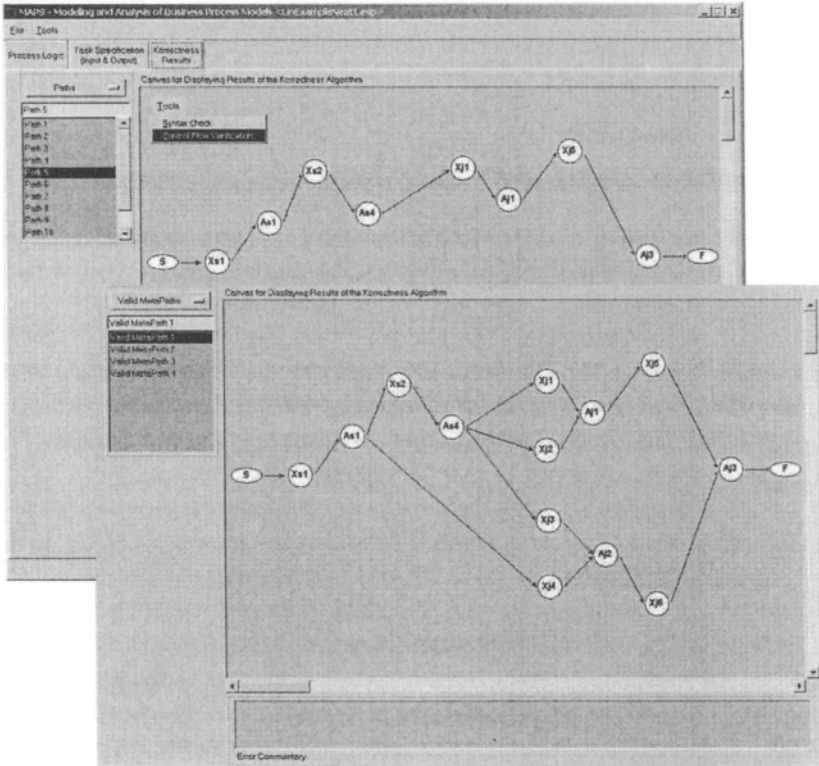 MAPS - Modeling and Analysis of Business Process Models
File Tools
Process Logic
Task Specification
(Input & Output)
Korrectness
Results
Paths
Path 5
Path 1
Path 2
Path 3
Path 4
Path 5
Path 6
Path 7
Path 8
Path 9
Path 10
Canvas for Displaying Results of the Korrectness Algorithm
Tools
Syntax Check
Control Flow Verification
S
Xs1
As1
Xs2
As4
Xj1
Aj1
Xj5
Aj3
F
Valid MetaPaths
Valid MetaPath 1
Valid MetaPath 1
Valid MetaPath 2
Valid MetaPath 3
Valid MetaPath 4
Canvas for Displaying Results of the Korrectness Algorithm
S
Xs1
As1
Xs2
As4
Xj1
Xj2
Xj3
Xj4
Aj1
Aj2
Xj5
Xj6
Aj3
F
Error Commentary